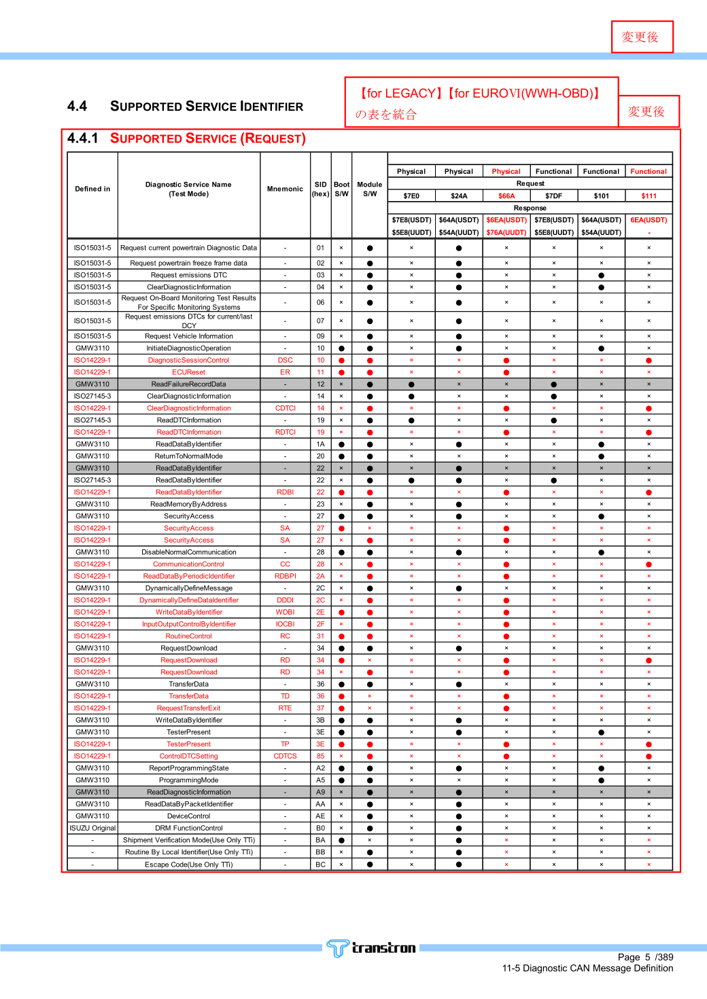 変更後
【for LEGACY】【for EUROⅥ(WWH-OBD)】
の表を統合
変更後
4.4 SUPPORTED SERVICE IDENTIFIER
4.4.1 SUPPORTED SERVICE (REQUEST)
Defined in Diagnostic Service Name (Test Mode) Mnemonic SID (hex) Boot S/W Module S/W
Physical Physical Physical Functional Functional Functional
Request
$7E0 $24A $66A $7DF $101 $111
Response
$7E8(USDT) $64A(USDT) $6EA(USDT) $7E8(USDT) $64A(USDT) 6EA(USDT)
$5E8(UUDT) $54A(UUDT) $76A(UUDT) $5E8(UUDT) $54A(UUDT) -
ISO15031-5 Request current powertrain Diagnostic Data - 01 × ● × ● × × × ×
ISO15031-5 Request powertrain freeze frame data - 02 × ● × ● × × × ×
ISO15031-5 Request emissions DTC - 03 × ● × ● × × ● ×
ISO15031-5 ClearDiagnosticInformation - 04 × ● × ● × × ● ×
ISO15031-5 Request On-Board Monitoring Test Results For Specific Monitoring Systems - 06 × ● × ● × × × ×
ISO15031-5 Request emissions DTCs for current/last DCY - 07 × ● × ● × × × ×
ISO15031-5 Request Vehicle Information - 09 × ● × ● × × × ×
GMW3110 InitiateDiagnosticOperation - 10 ● ● × ● × × ● ×
ISO14229-1 DiagnosticSessionControl DSC 10 ● ● × × ● × × ●
ISO14229-1 ECUReset ER 11 ● ● × × ● × × ×
GMW3110 ReadFailureRecordData - 12 × ● ● × × ● × ×
ISO27145-3 ClearDiagnosticInformation - 14 × ● ● × × ● × ×
ISO14229-1 ClearDiagnosticInformation CDTCI 14 × ● × × ● × × ●
ISO27145-3 ReadDTCInformation - 19 × ● ● × × ● × ×
ISO14229-1 ReadDTCInformation RDTCI 19 × ● × × ● × × ●
GMW3110 ReadDataByIdentifier - 1A ● ● × ● × × ● ×
GMW3110 ReturnToNormalMode - 20 ● ● × × × × ● ×
GMW3110 ReadDataByIdentifier - 22 × ● × ● × × × ×
ISO27145-3 ReadDataByIdentifier - 22 × ● ● ● × ● × ×
ISO14229-1 ReadDataByIdentifier RDBI 22 ● ● × × ● × × ●
GMW3110 ReadMemoryByAddress - 23 × ● × ● × × × ×
GMW3110 SecurityAccess - 27 ● ● × ● × × ● ×
ISO14229-1 SecurityAccess SA 27 ● × × × ● × × ×
ISO14229-1 SecurityAccess SA 27 × ● × × ● × × ×
GMW3110 DisableNormalCommunication - 28 ● ● × ● × × ● ×
ISO14229-1 CommunicationControl CC 28 × ● × × ● × × ●
ISO14229-1 ReadDataByPeriodicIdentifier RDBPI 2A × ● × × ● × × ×
GMW3110 DynamicallyDefineMessage - 2C × ● × ● × × × ×
ISO14229-1 DynamicallyDefineDataIdentifier DDDI 2C × ● × × ● × × ×
ISO14229-1 WriteDataByIdentifier WDBI 2E ● ● × × ● × × ×
ISO14229-1 InputOutputControlByIdentifier IOCBI 2F × ● × × ● × × ×
ISO14229-1 RoutineControl RC 31 ● ● × × ● × × ×
GMW3110 RequestDownload - 34 ● ● × ● × × × ×
ISO14229-1 RequestDownload RD 34 ● × × × ● × × ●
ISO14229-1 RequestDownload RD 34 × ● × × ● × × ×
GMW3110 TransferData - 36 ● ● × ● × × × ×
ISO14229-1 TransferData TD 36 ● × × × ● × × ×
ISO14229-1 RequestTransferExit RTE 37 ● × × × ● × × ×
GMW3110 WriteDataByIdentifier - 3B ● ● × ● × × × ×
GMW3110 TesterPresent - 3E ● ● × ● × × ● ×
ISO14229-1 TesterPresent TP 3E ● ● × × ● × × ●
ISO14229-1 ControlDTCSetting CDTCS 85 × ● × × ● × × ●
GMW3110 ReportProgrammingState - A2 ● ● × ● × × ● ×
GMW3110 ProgrammingMode - A5 ● ● × × × × ● ×
GMW3110 ReadDiagnosticInformation - A9 × ● × ● × × × ×
GMW3110 ReadDataByPacketIdentifier - AA × ● × ● × × × ×
GMW3110 DeviceControl - AE × ● × ● × × × ×
ISUZU Original DRM FunctionControl - B0 × ● × ● × × × ×
- Shipment Verification Mode(Use Only TTi) - BA ● × × ● × × × ×
- Routine By Local Identifier(Use Only TTi) - BB × ● × ● × × × ×
- Escape Code(Use Only TTi) - BC × ● × ● × × × ×
transtron
Page 5 /389
11-5 Diagnostic CAN Message Definition